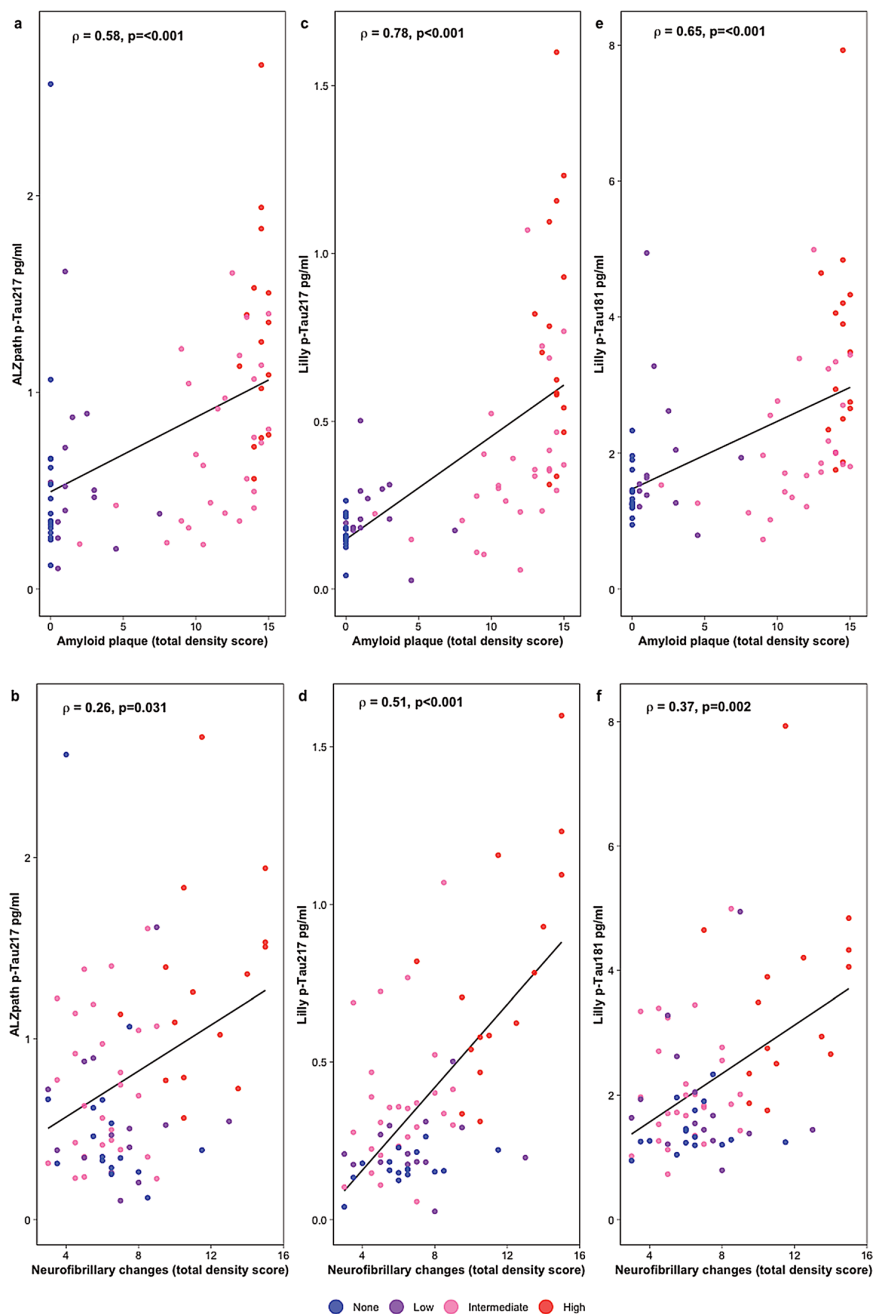 a
ρ = 0.58, p=<0.001
ALZpath p-Tau217 pg/ml
2
1
0
0
5
10
15
Amyloid plaque (total density score)
c
ρ = 0.78, p<0.001
Lilly p-Tau217 pg/ml
1.5
1.0
0.5
0.0
0
5
10
15
Amyloid plaque (total density score)
e
ρ = 0.65, p=<0.001
Lilly p-Tau181 pg/ml
8
6
4
2
0
0
5
10
15
Amyloid plaque (total density score)
b
ρ = 0.26, p=0.031
ALZpath p-Tau217 pg/ml
2
1
0
4
8
12
16
Neurofibrillary changes (total density score)
d
ρ = 0.51, p<0.001
Lilly p-Tau217 pg/ml
1.5
1.0
0.5
0.0
4
8
12
16
Neurofibrillary changes (total density score)
f
ρ = 0.37, p=0.002
Lilly p-Tau181 pg/ml
8
6
4
2
0
4
8
12
16
Neurofibrillary changes (total density score)
None Low Intermediate High